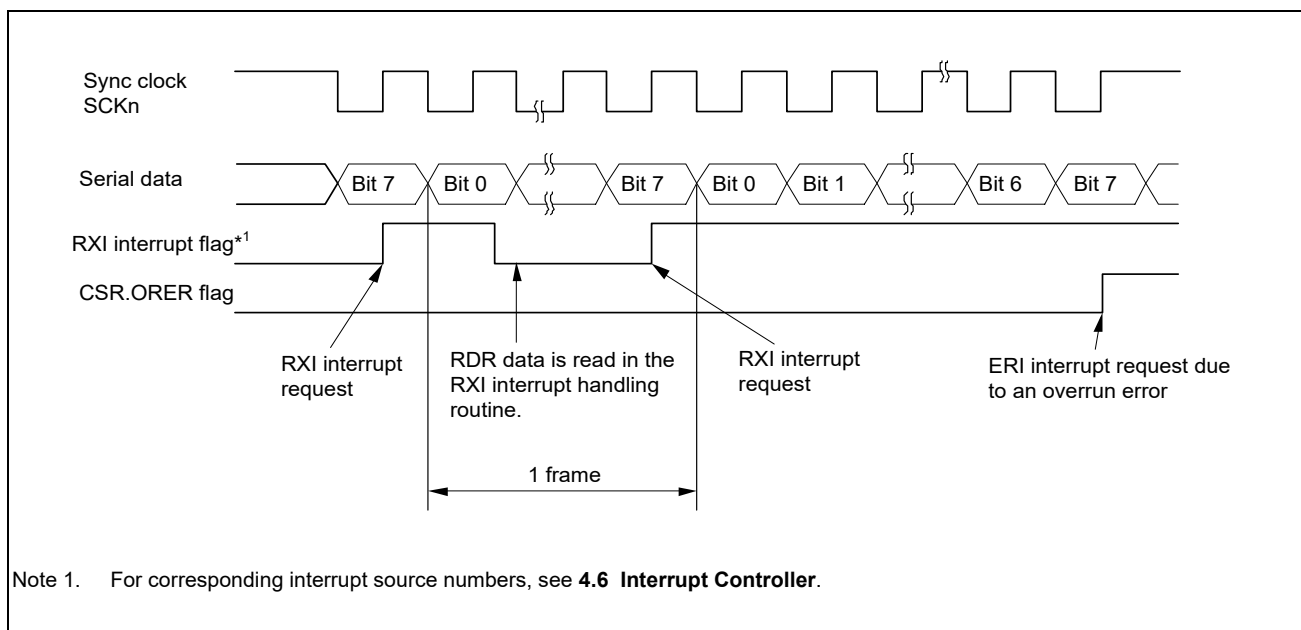 Sync clock
SCKn
Serial data
Bit 7
Bit 0
Bit 7
Bit 0
Bit 1
Bit 6
Bit 7
RXI interrupt flag*1
CSR.ORER flag
RXI interrupt
request
RDR data is read in the
RXI interrupt handling
routine.
RXI interrupt
request
ERI interrupt request due
to an overrun error
1 frame
Note 1. For corresponding interrupt source numbers, see 4.6 Interrupt Controller.